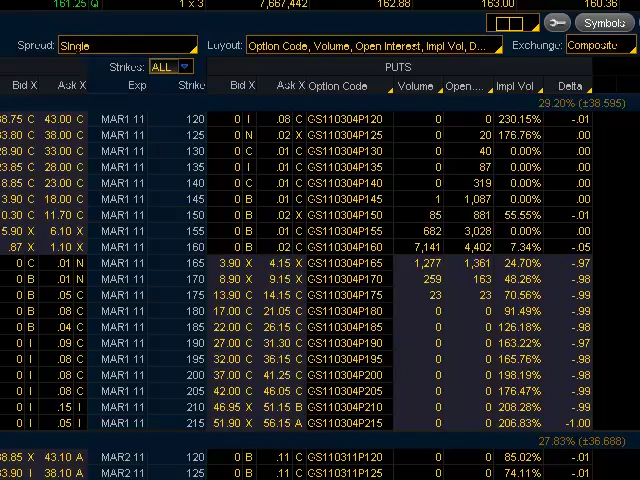 161.25 Q 1 x 3 7,667,442 162.88 163.00 160.36
Symbols
Spread: Single Layout: Option Code, Volume, Open Interest, Impl Vol, D... Exchange: Composite
Strikes: ALL PUTS
Bid X Ask X Exp Strike Bid X Ask X Option Code Volume Open.... Impl Vol Delta
29.20% (±38.595)
38.75 C 43.00 C MAR1 11 120 0 I .08 C GS110304P120 0 0 230.15% -.01
33.80 C 38.00 C MAR1 11 125 0 N .02 X GS110304P125 0 20 176.76% .00
28.90 C 33.00 C MAR1 11 130 0 C .01 C GS110304P130 0 40 0.00% .00
23.85 C 28.00 C MAR1 11 135 0 I .01 C GS110304P135 0 87 0.00% .00
8.85 C 23.00 C MAR1 11 140 0 C .01 C GS110304P140 0 319 0.00% .00
3.90 C 18.00 C MAR1 11 145 0 B .01 C GS110304P145 1 1,087 0.00% .00
0.30 C 11.70 C MAR1 11 150 0 B .02 X GS110304P150 85 881 55.55% -.01
5.90 X 6.10 X MAR1 11 155 0 B .01 C GS110304P155 682 3,028 0.00% .00
.87 X 1.10 X MAR1 11 160 0 B .02 C GS110304P160 7,141 4,402 7.34% -.05
0 C .01 N MAR1 11 165 3.90 X 4.15 X GS110304P165 1,277 1,361 24.70% -.97
0 B .01 N MAR1 11 170 8.90 X 9.15 X GS110304P170 259 163 48.26% -.98
0 B .05 C MAR1 11 175 13.90 C 14.15 C GS110304P175 23 23 70.56% -.99
0 B .08 C MAR1 11 180 17.00 C 21.05 C GS110304P180 0 0 91.49% -.99
0 B .04 C MAR1 11 185 22.00 C 26.15 C GS110304P185 0 0 126.18% -.98
0 I .09 C MAR1 11 190 27.00 C 31.30 C GS110304P190 0 0 163.22% -.97
0 I .08 C MAR1 11 195 32.00 C 36.15 C GS110304P195 0 0 165.76% -.98
0 I .08 C MAR1 11 200 37.00 C 41.25 C GS110304P200 0 0 198.19% -.98
0 I .08 C MAR1 11 205 42.00 C 46.05 C GS110304P205 0 0 176.47% -.99
0 I .15 I MAR1 11 210 46.95 X 51.15 B GS110304P210 0 0 208.28% -.99
0 I .05 I MAR1 11 215 51.90 X 56.15 A GS110304P215 0 0 206.83% -1.00
27.83% (±36.688)
38.85 X 43.10 A MAR2 11 120 0 B .11 C GS110311P120 0 0 85.02% -.01
33.90 I 38.10 A MAR2 11 125 0 C .11 C GS110311P125 0 0 74.11% -.01